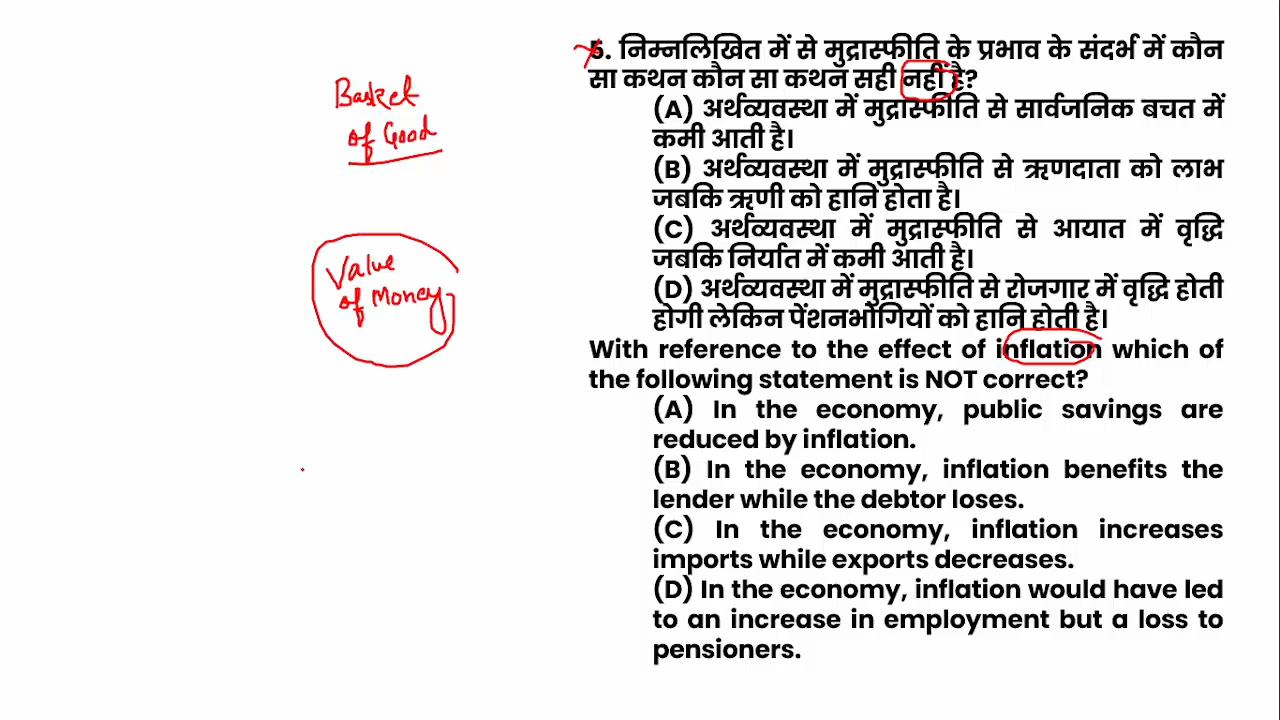 Basket
of Good
Value
of Money
5. निम्नलिखित में से मुद्रास्फीति के प्रभाव के संदर्भ में कौन
सा कथन कौन सा कथन सही नहीं है?
(A) अर्थव्यवस्था में मुद्रास्फीति से सार्वजनिक बचत में
कमी आती है।
(B) अर्थव्यवस्था में मुद्रास्फीति से ऋणदाता को लाभ
जबकि ऋणी को हानि होता है।
(C) अर्थव्यवस्था में मुद्रास्फीति से आयात में वृद्धि
जबकि निर्यात में कमी आती है।
(D) अर्थव्यवस्था में मुद्रास्फीति से रोजगार में वृद्धि होती
होगी लेकिन पेंशनभोगियों को हानि होती है।
With reference to the effect of inflation which of
the following statement is NOT correct?
(A) In the economy, public savings are
reduced by inflation.
(B) In the economy, inflation benefits the
lender while the debtor loses.
(C) In the economy, inflation increases
imports while exports decreases.
(D) In the economy, inflation would have led
to an increase in employment but a loss to
pensioners.